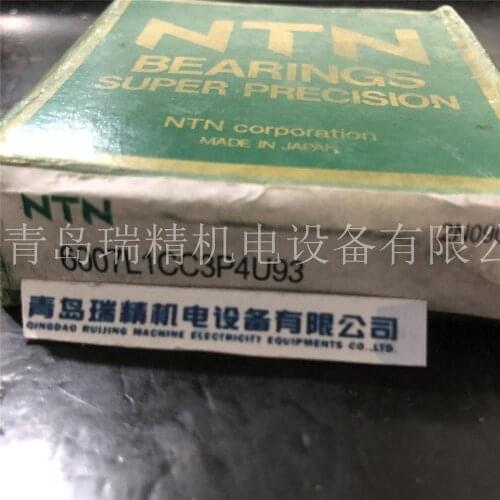 NTN
BEARINGS
SUPER PRECISION
NTN corporation
MADE IN JAPAN
NTN
青岛瑞精机电设备有限公司
6007L1CC3P4U93
青岛瑞精机电设备有限公司
QINGDAO RUIJING MACHINE ELECTRICITY EQUIPMENTS CO.,LTD.